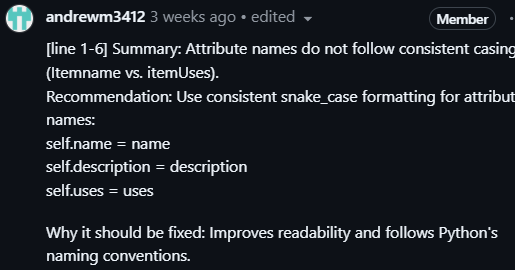 andrewm3412 3 weeks ago • edited
Member
[line 1-6] Summary: Attribute names do not follow consistent casing
(Itemname vs. itemUses).
Recommendation: Use consistent snake_case formatting for attribut
names:
self.name = name
self.description = description
self.uses = uses
Why it should be fixed: Improves readability and follows Python's
naming conventions.